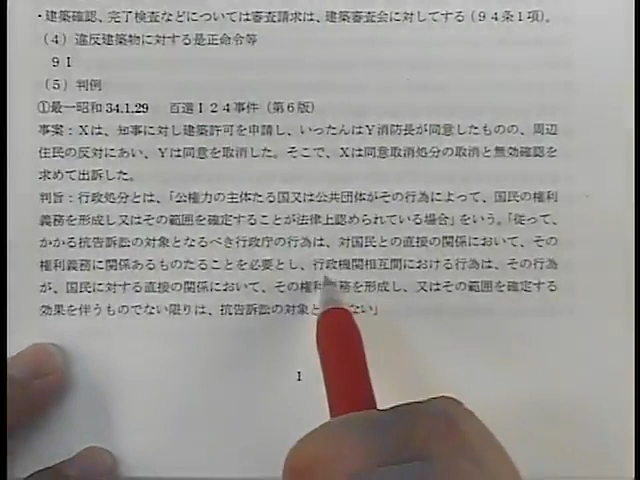 ・建築確認、完了検査などについては審査請求は、建築審査会に対してする（９４条１項）。
（４）違反建築物に対する是正命令等
９１
（５）判例
①最一昭和34.1.29　百選Ⅰ２４事件（第６版）
事案：Ｘは、知事に対し建築許可を申請し、いったんはＹ消防長が同意したものの、周辺
住民の反対にあい、Ｙは同意を取消した。そこで、Ｘは同意取消処分の取消と無効確認を
求めて出訴した。
判旨：行政処分とは、「公権力の主体たる国又は公共団体がその行為によって、国民の権利
義務を形成し又はその範囲を確定することが法律上認められている場合」をいう。「従って、
かかる抗告訴訟の対象となるべき行政庁の行為は、対国民との直接の関係において、その
権利義務に関係あるものたることを必要とし、行政機関相互間における行為は、その行為
が、国民に対する直接の関係において、その権利務を形成し、又はその範囲を確定する
効果を伴うものでない限りは、抗告訴訟の対象とない」
1